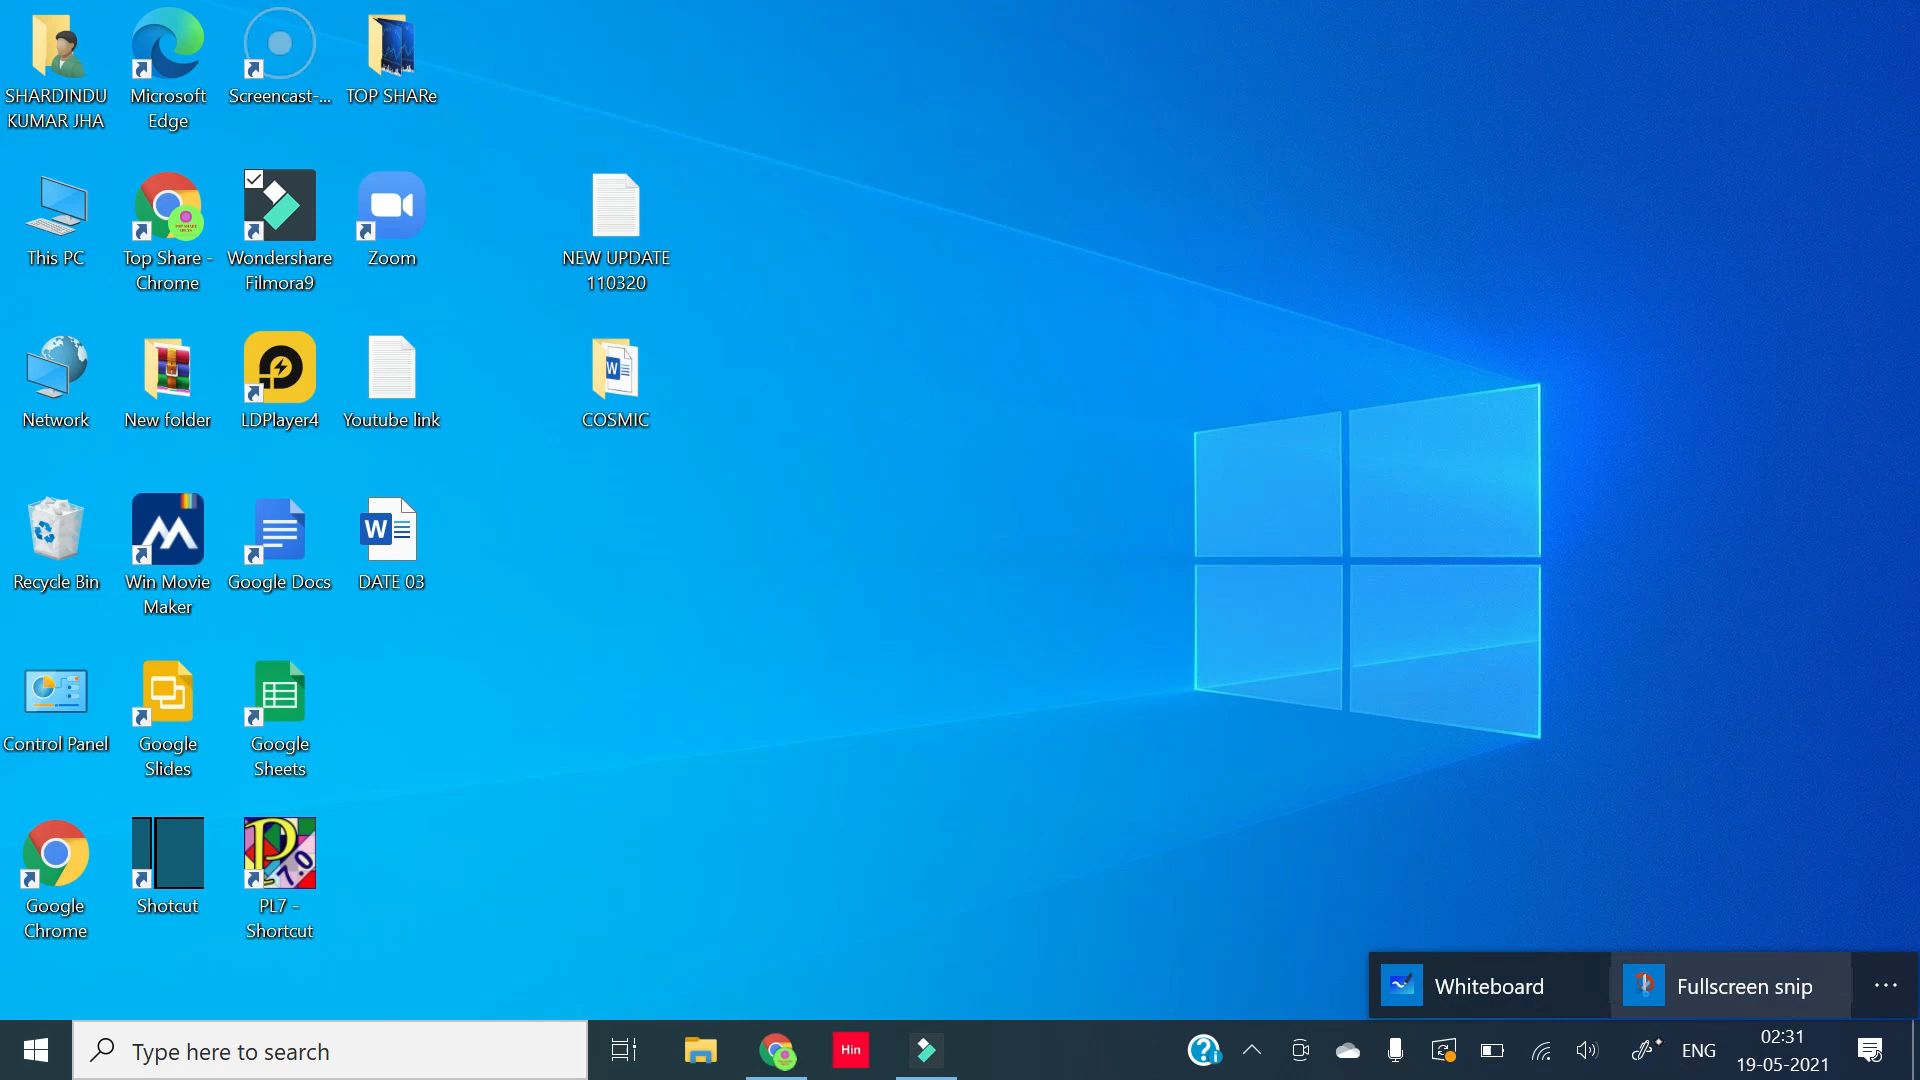 SHARDINDU
KUMAR JHA
Microsoft
Edge
Screencast-...
TOP SHARe
This PC
Top Share -
Chrome
Wondershare
Filmora9
Zoom
NEW UPDATE
110320
Network
New folder
LDPlayer4
Youtube link
COSMIC
Recycle Bin
Win Movie
Maker
Google Docs
W
DATE 03
Control Panel
Google
Slides
Google
Sheets
Google
Chrome
Shotcut
P
7.0
PL7 -
Shortcut
Whiteboard
Fullscreen snip
Type here to search
Hin
ENG
02:31
19-05-2021